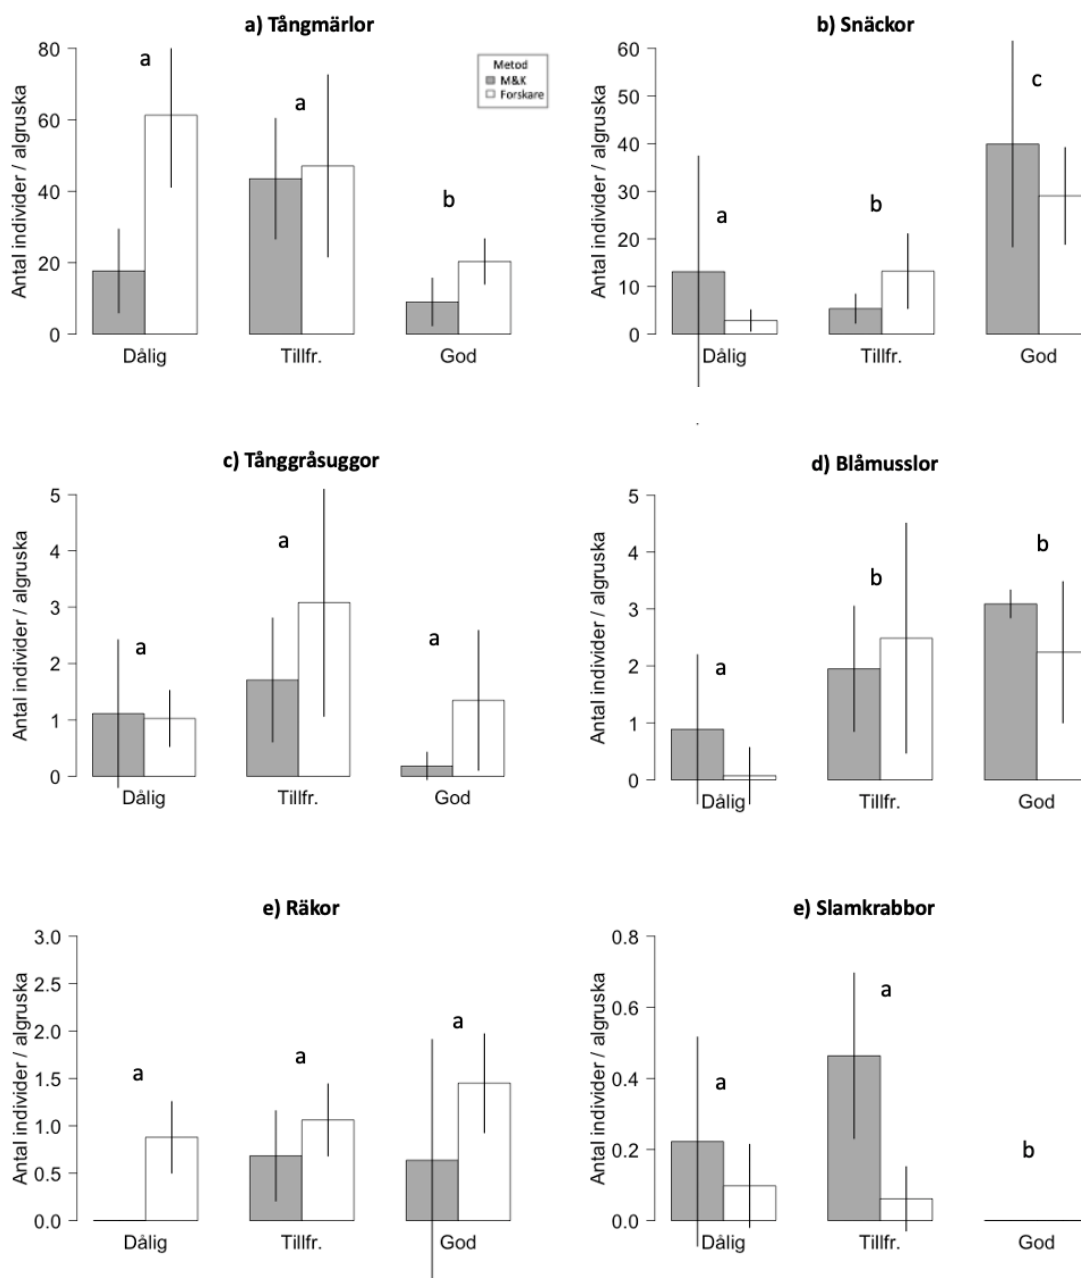 a) Tångmärlor
Antal individer / algruska
80
60
40
20
0
a
a
b
Metod
M&K
Forskare
Dålig
Tillfr.
God
b) Snäckor
Antal individer / algruska
60
50
40
30
20
10
0
a
b
c
Dålig
Tillfr.
God
c) Tånggråsuggor
Antal individer / algruska
5
4
3
2
1
0
a
a
a
Dålig
Tillfr.
God
d) Blåmusslor
Antal individer / algruska
5
4
3
2
1
0
a
b
b
Dålig
Tillfr.
God
e) Räkor
Antal individer / algruska
3.0
2.5
2.0
1.5
1.0
0.5
0.0
a
a
a
Dålig
Tillfr.
God
e) Slamkrabbor
Antal individer / algruska
0.8
0.6
0.4
0.2
0.0
a
a
b
Dålig
Tillfr.
God